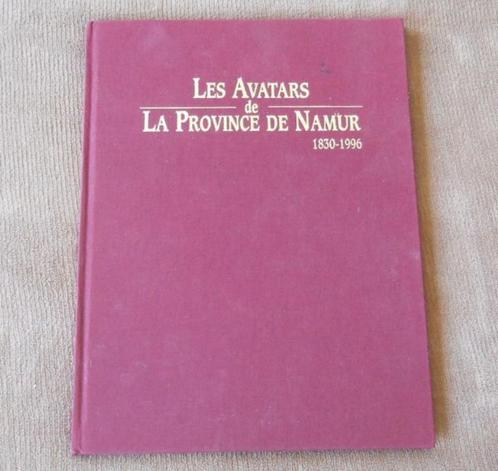 LES AVATARS
de
LA PROVINCE DE NAMUR
1830-1996